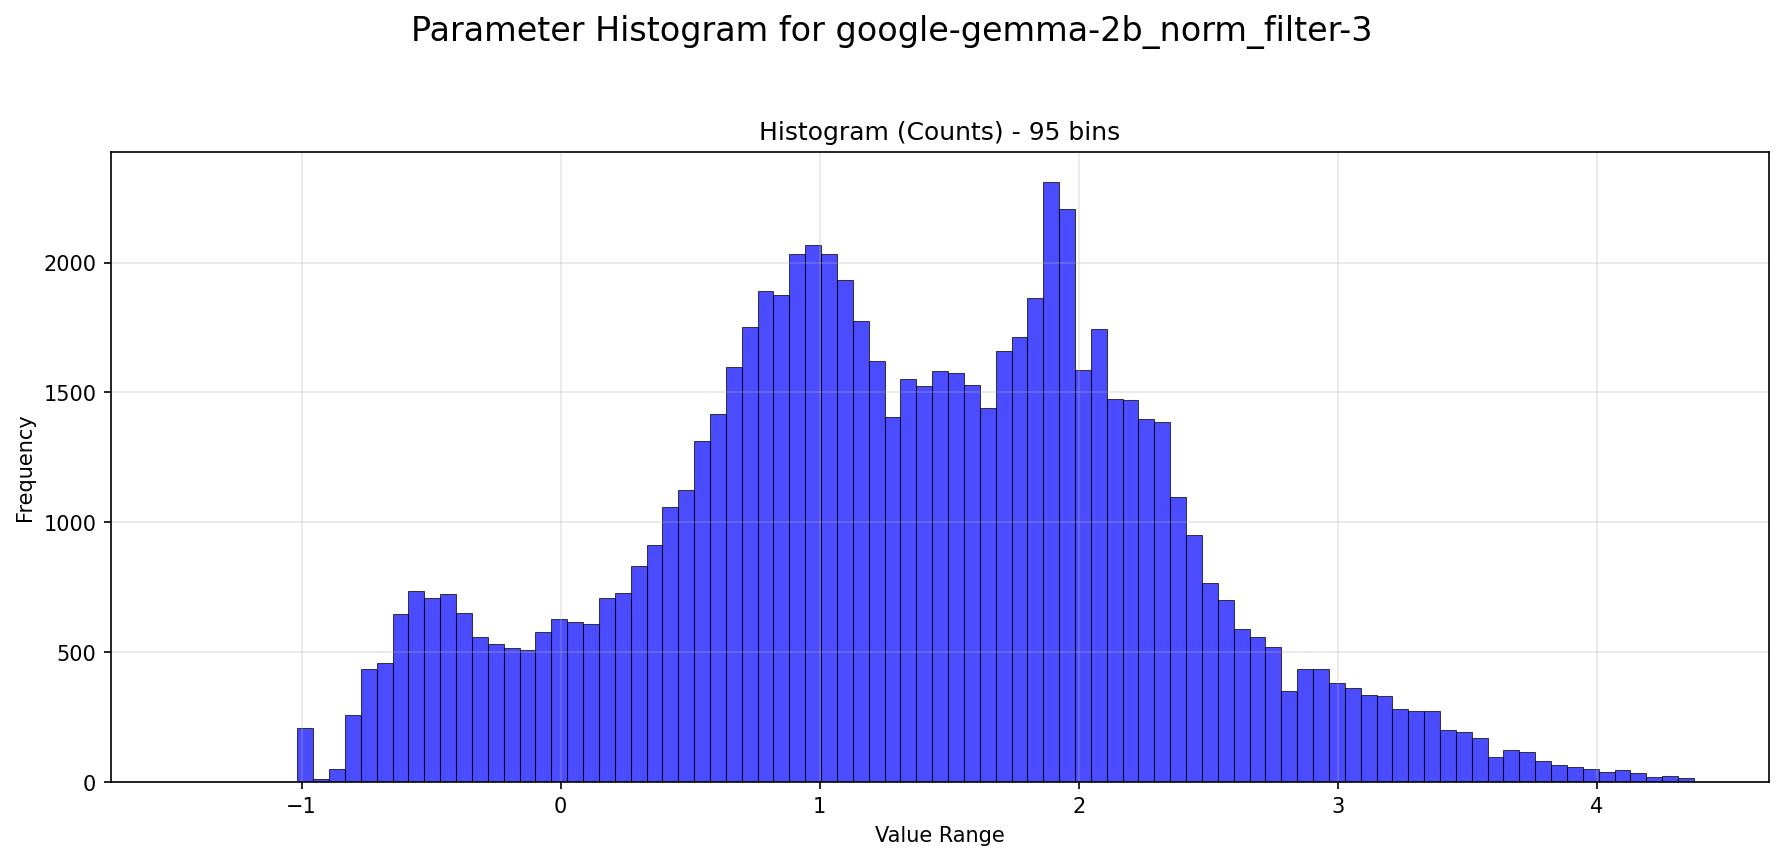 Parameter Histogram for google-gemma-2b_norm_filter-3
Histogram (Counts) - 95 bins
Frequency
2000
1500
1000
500
0
−1
0
1
2
3
4
Value Range